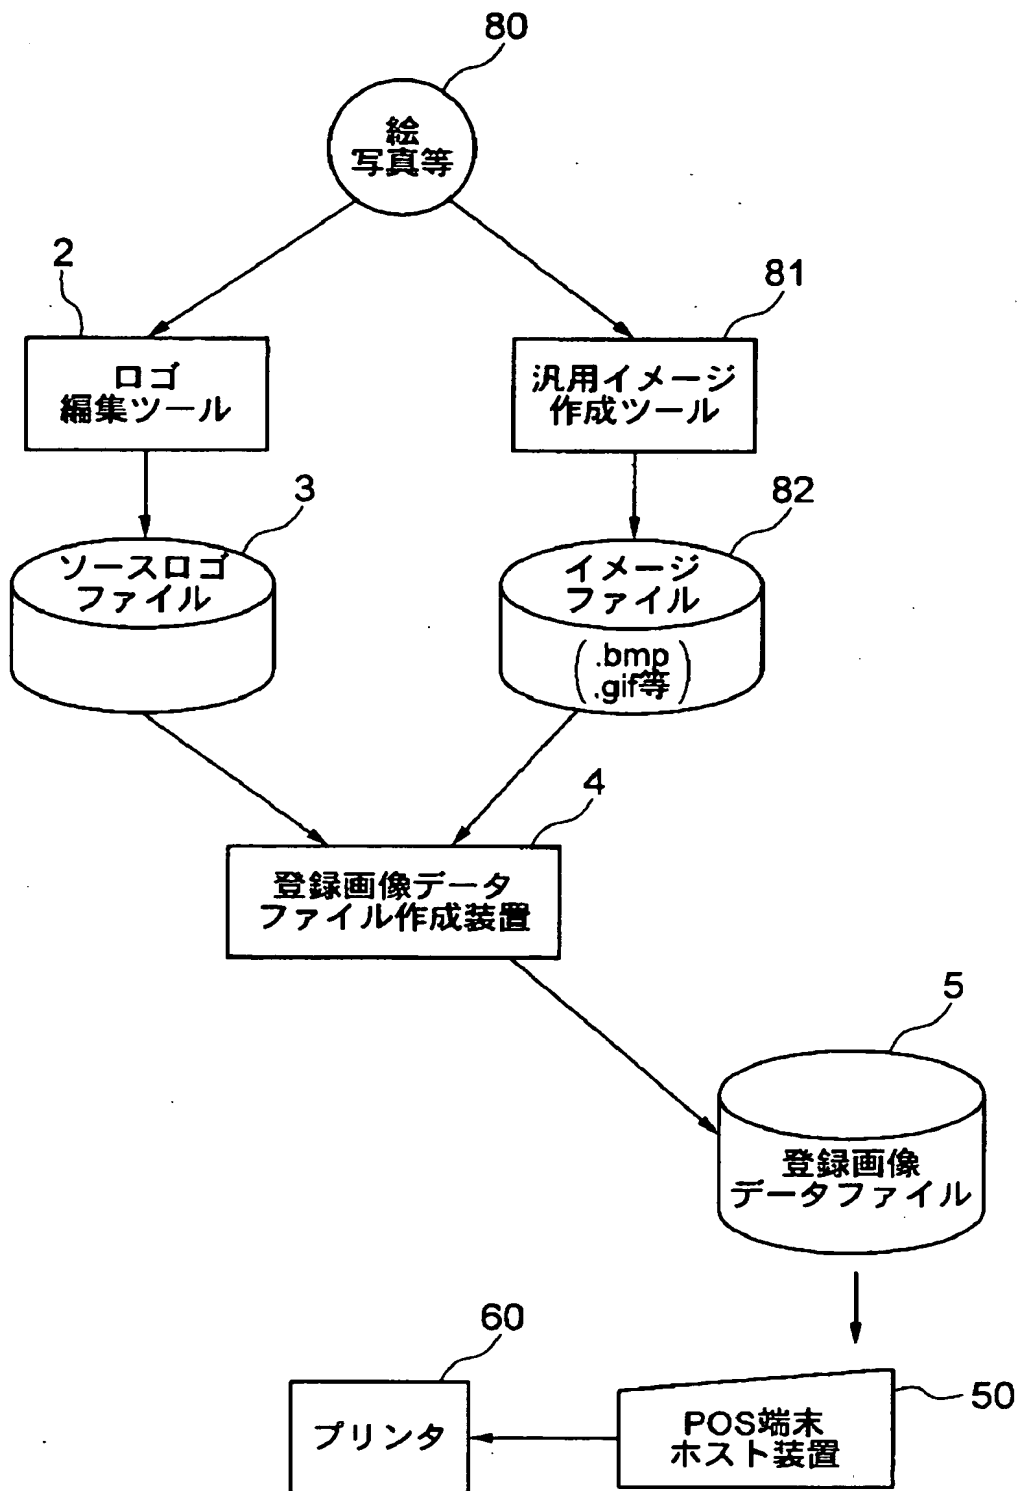 80
絵
写真等
2
81
ロゴ
編集ツール
汎用イメージ
作成ツール
3
82
ソースロゴ
ファイル
イメージ
ファイル
(.bmp
.gif等)
4
登録画像データ
ファイル作成装置
5
登録画像
データファイル
60
50
プリンタ
POS端末
ホスト装置